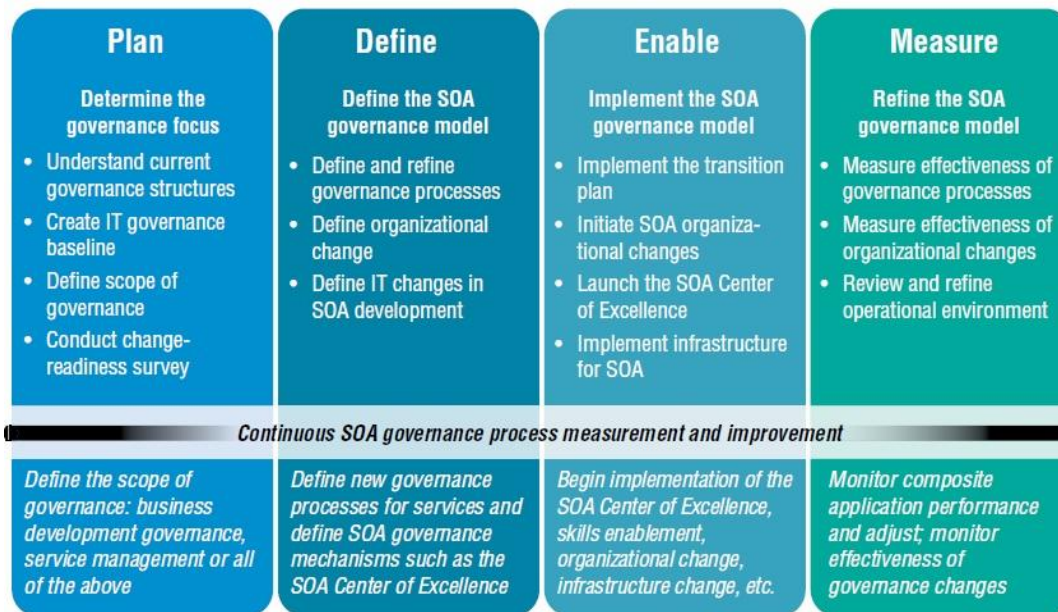 Plan
Determine the
governance focus
• Understand current
governance structures
• Create IT governance
baseline
• Define scope of
governance
• Conduct change-
readiness survey
Define
Define the SOA
governance model
• Define and refine
governance processes
• Define organizational
change
• Define IT changes in
SOA development
Enable
Implement the SOA
governance model
• Implement the transition
plan
• Initiate SOA organiza-
tional changes
• Launch the SOA Center
of Excellence
• Implement infrastructure
for SOA
Measure
Refine the SOA
governance model
• Measure effectiveness of
governance processes
• Measure effectiveness of
organizational changes
• Review and refine
operational environment
Continuous SOA governance process measurement and improvement
Define the scope of
governance: business
development governance,
service management or all
of the above
Define new governance
processes for services and
define SOA governance
mechanisms such as the
SOA Center of Excellence
Begin implementation of the
SOA Center of Excellence,
skills enablement,
organizational change,
infrastructure change, etc.
Monitor composite
application performance
and adjust; monitor
effectiveness of
governance changes